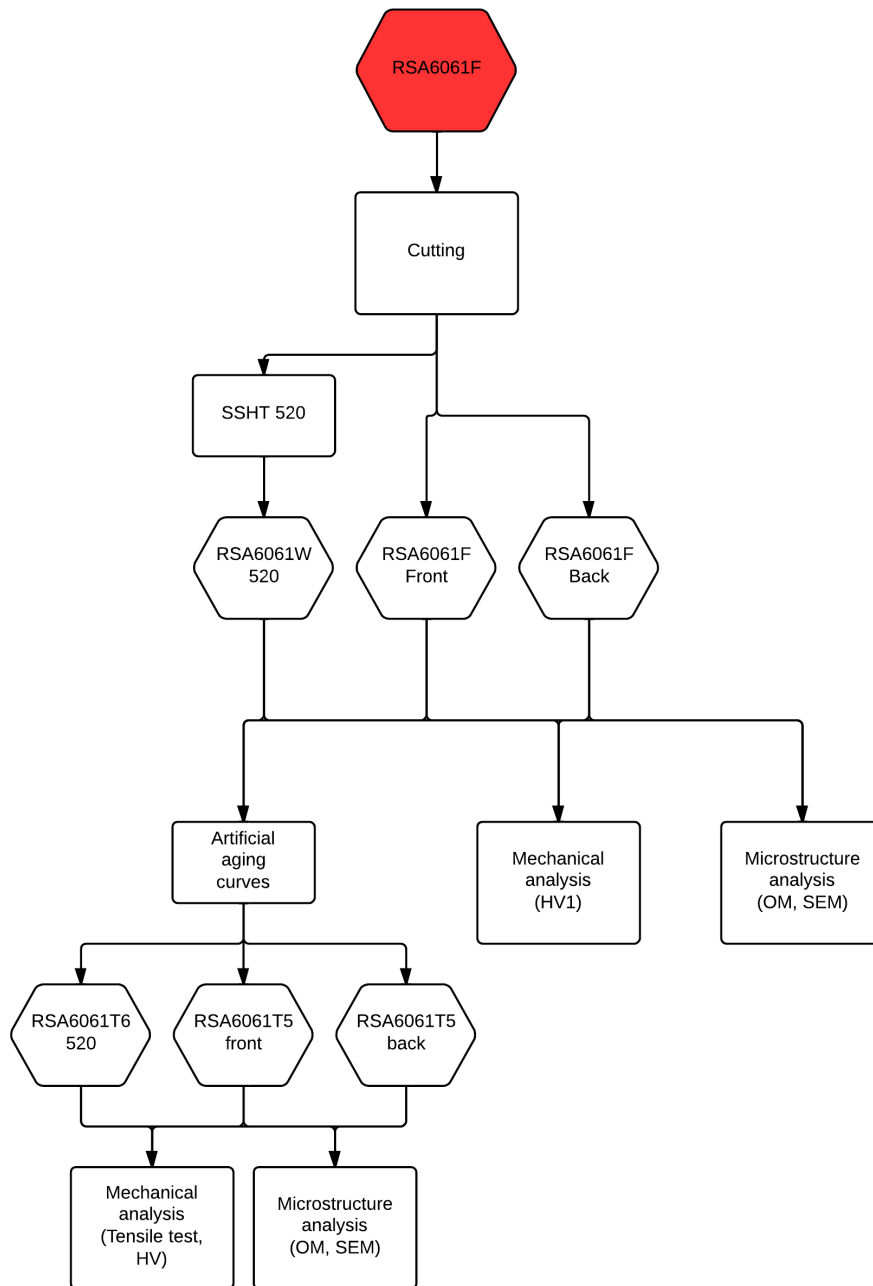 RSA6061F
Cutting
SSHT 520
RSA6061W
520
RSA6061F
Front
RSA6061F
Back
Artificial
aging
curves
Mechanical
analysis
(HV1)
Microstructure
analysis
(OM, SEM)
RSA6061T6
520
RSA6061T5
front
RSA6061T5
back
Mechanical
analysis
(Tensile test,
HV)
Microstructure
analysis
(OM, SEM)